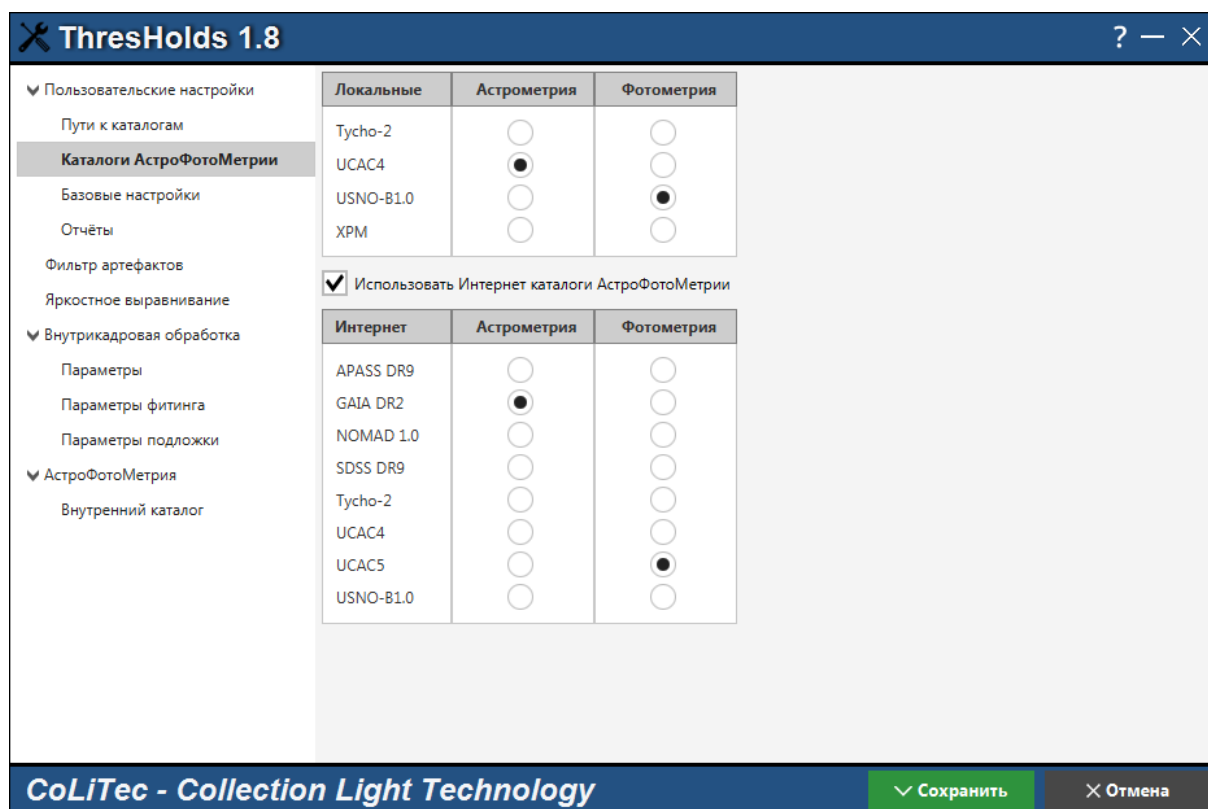 ThresHolds 1.8
?
Пользовательские настройки
Пути к каталогам
Каталоги АстроФотоМетрии
Базовые настройки
Отчёты
Фильтр артефактов
Яркостное выравнивание
Внутрикадровая обработка
Параметры
Параметры фитинга
Параметры подложки
АстроФотоМетрия
Внутренний каталог
Локальные Астрометрия Фотометрия
Tycho-2
UCAC4
USNO-B1.0
XPM
Использовать Интернет каталоги АстроФотоМетрии
Интернет Астрометрия Фотометрия
APASS DR9
GAIA DR2
NOMAD 1.0
SDSS DR9
Tycho-2
UCAC4
UCAC5
USNO-B1.0
CoLiTec - Collection Light Technology
Сохранить
Отмена